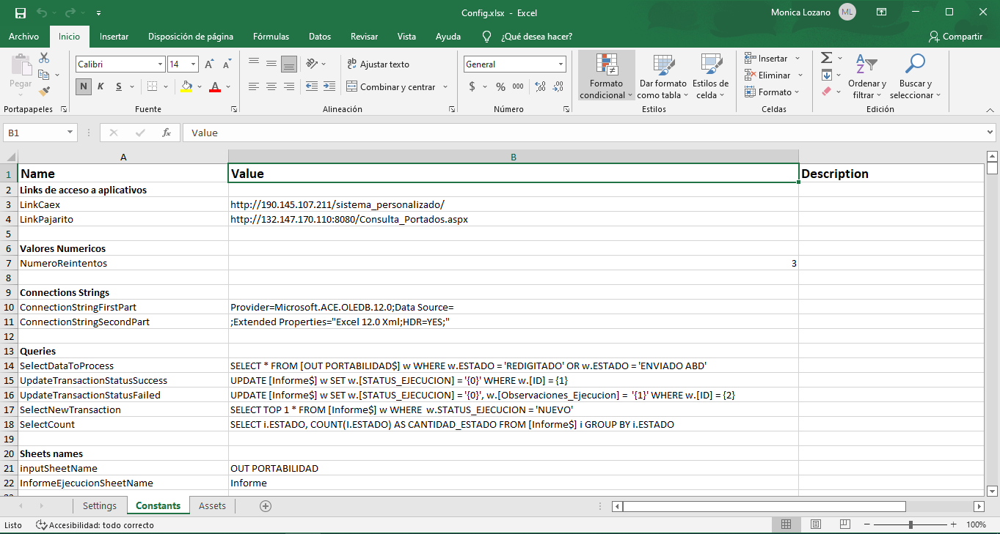 Config.xlsx - Excel
Monica Lozano ML
Archivo Inicio Insertar Disposición de página Fórmulas Datos Revisar Vista Ayuda ¿Qué desea hacer? Compartir
Pegar
Calibri 14
N K S
A A
ab Ajustar texto
Combinar y centrar
General
$ % 000
Formato condicional
Dar formato como tabla
Estilos de celda
Insertar
Eliminar
Formato
Ordenar y filtrar
Buscar y seleccionar
Portapapeles Fuente Alineación Número Estilos Celdas Edición
B1 fx Value
A B
1 Name Value Description
2 Links de acceso a aplicativos
3 LinkCaex http://190.145.107.211/sistema_personalizado/
4 LinkPajarito http://132.147.170.110:8080/Consulta_Portados.aspx
5
6 Valores Numericos
7 NumeroReintentos 3
8
9 Connections Strings
10 ConnectionStringFirstPart Provider=Microsoft.ACE.OLEDB.12.0;Data Source=
11 ConnectionStringSecondPart ;Extended Properties="Excel 12.0 Xml;HDR=YES;"
12
13 Queries
14 SelectDataToProcess SELECT * FROM [OUT PORTABILIDAD$] w WHERE w.ESTADO = 'REDIGITADO' OR w.ESTADO = 'ENVIADO ABD'
15 UpdateTransactionStatusSuccess UPDATE [Informe$] w SET w.[STATUS_EJECUCION] = '{0}' WHERE w.[ID] = {1}
16 UpdateTransactionStatusFailed UPDATE [Informe$] w SET w.[STATUS_EJECUCION] = '{0}', w.[Observaciones_Ejecucion] = '{1}' WHERE w.[ID] = {2}
17 SelectNewTransaction SELECT TOP 1 * FROM [Informe$] w WHERE w.STATUS_EJECUCION = 'NUEVO'
18 SelectCount SELECT i.ESTADO, COUNT(I.ESTADO) AS CANTIDAD_ESTADO FROM [Informe$] i GROUP BY i.ESTADO
19
20 Sheets names
21 inputSheetName OUT PORTABILIDAD
22 InformeEjecucionSheetName Informe
Settings Constants Assets
Listo Accesibilidad: todo correcto 100%